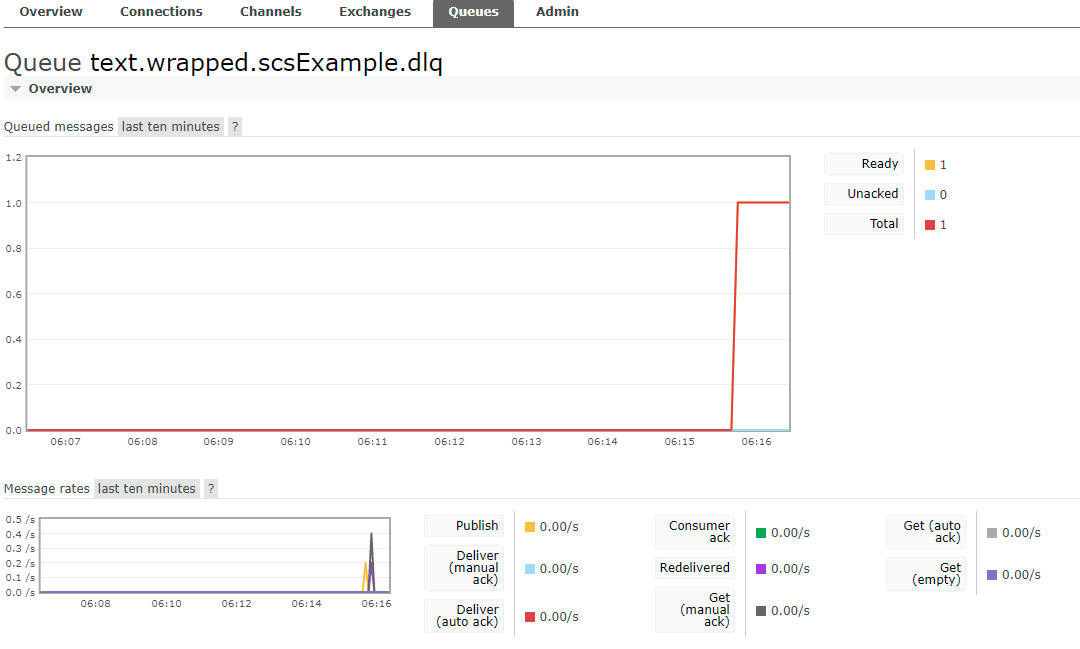 Overview Connections Channels Exchanges Queues Admin
Queue text.wrapped.scsExample.dlq
Overview
Queued messages last ten minutes ?
1.2
1.0
0.8
0.6
0.4
0.2
0.0
06:07 06:08 06:09 06:10 06:11 06:12 06:13 06:14 06:15 06:16
Ready 1
Unacked 0
Total 1
Message rates last ten minutes ?
0.5 /s
0.4 /s
0.3 /s
0.2 /s
0.1 /s
0.0 /s
06:08 06:10 06:12 06:14 06:16
Publish 0.00/s
Deliver
(manual
ack) 0.00/s
Deliver
(auto ack) 0.00/s
Consumer
ack 0.00/s
Redelivered 0.00/s
Get
(manual
ack) 0.00/s
Get (auto
ack) 0.00/s
Get
(empty) 0.00/s